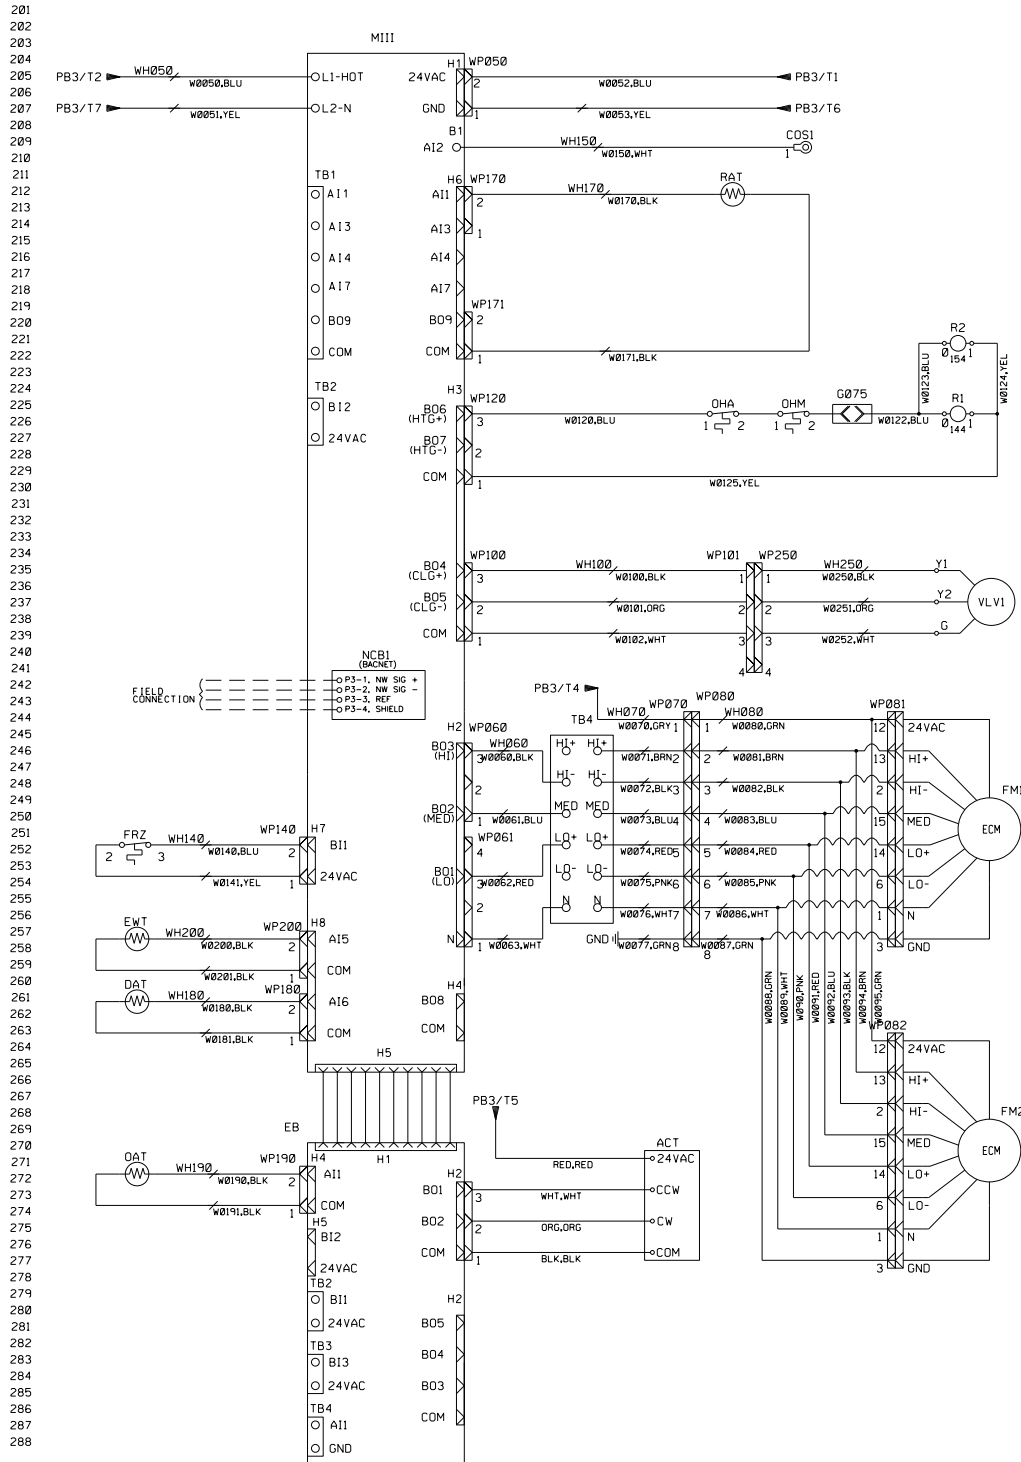 201
202
203
MIII
204
H1 WP050
205 PB3/T2 WH050 W0050,BLU L1-HOT 24VAC 2 W0052,BLU PB3/T1
206
207 PB3/T7 W0051,YEL L2-N GND 1 W0053,YEL PB3/T6
208
B1 COS1
209 AI2 WH150 W0150,WHT 1
210
211 TB1 H6 WP170 RAT
212 AI1 AI1 2 WH170 W0170,BLK
213
214 AI3 AI3 1
215
216 AI4 AI4
217
218 AI7 AI7
219 WP171
220 BO9 BO9 2 R2
221
222 COM COM 1 W0171,BLK 0 154 1
223 W0123,BLU W0124,YEL
224 TB2 H3 WP120 OHA OHM G075 R1
225 BI2 BO6 (HTG+) 3 W0120,BLU 1 2 1 2 W0122,BLU 0 144 1
226
227 24VAC BO7 (HTG-) 2
228
229 COM 1 W0125,YEL
230
231
232
233
234 WP100 WP101 WP250
235 BO4 (CLG+) 3 WH100 W0100,BLK 1 1 WH250 W0250,BLK Y1
236
237 BO5 (CLG-) 2 W0101,ORG 2 2 W0251,ORG Y2 VLV1
238
239 COM 1 W0102,WHT 3 3 W0252,WHT G
240 NCB1 (BACNET)
241 4 4
242 FIELD CONNECTION P3-1, NW SIG +
P3-2, NW SIG -
243 P3-3, REF PB3/T4
P3-4, SHIELD WP070 WP080 WP081
244 H2 WP060 TB4 WH070 W0070,GRY 1 1 WH080 W0080,GRN 12 24VAC
245
246 BO3 (HI) 3 WH060 W0060,BLK HI+ HI+ W0071,BRN 2 2 W0081,BRN 13 HI+
247
248 2 HI- HI- W0072,BLK 3 3 W0082,BLK 2 HI- FM1
249
250 BO2 (MED) 1 W0061,BLU MED MED W0073,BLU 4 4 W0083,BLU 15 MED ECM
251 FRZ WP140 H7 WP061
252 2 3 WH140 W0140,BLU 2 BI1 4 LO+ LO+ W0074,RED 5 5 W0084,RED 14 LO+
253
254 W0141,YEL 1 24VAC BO1 (LO) 3 W0062,RED LO- LO- W0075,PNK 6 6 W0085,PNK 6 LO-
255
256 EWT WP200 H8 2 N N W0076,WHT 7 7 W0086,WHT 1 N
257 WH200 W0200,BLK 2 AI5 N 1 W0063,WHT GND W0077,GRN 8 8 W0087,GRN 3 GND
258
259 W0201,BLK 1 COM
260 DAT WP180 H4 W0088,GRN W0089,WHT W090,PNK W0091,RED W0092,BLU W0093,BLK W0094,BRN W0095,GRN
261 WH180 W0180,BLK 2 AI6 BO8
262
263 W0181,BLK 1 COM COM WP082
264 12 24VAC
265 H5
266 13 HI+
267 PB3/T5
268 2 HI- FM2
269 EB
270 H1 ACT 15 MED ECM
271 OAT WP190 H4 H2 RED,RED 24VAC
272 WH190 W0190,BLK 2 AI1 14 LO+
273 BO1 3 WHT,WHT CCW 6 LO-
274 W0191,BLK 1 COM
275 H5 BO2 2 ORG,ORG CW 1 N
276 BI2
277 COM 1 BLK,BLK COM 3 GND
278 24VAC
279 TB2 H2
280 BI1
281 24VAC BO5
282
283 TB3 BI3 BO4
284
285 24VAC BO3
286 TB4
287 AI1 COM
288 GND